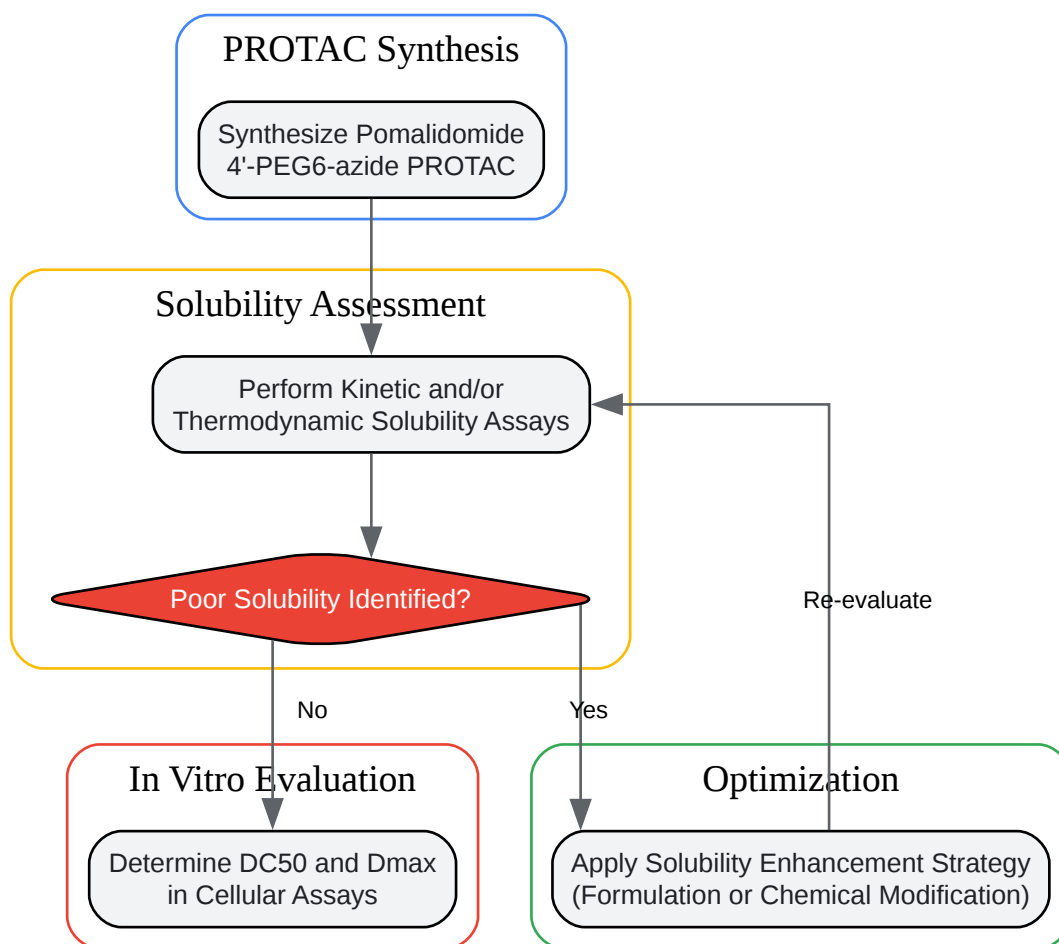 PROTAC Synthesis
Synthesize Pomalidomide
4'-PEG6-azide PROTAC
Solubility Assessment
Perform Kinetic and/or
Thermodynamic Solubility Assays
Poor Solubility Identified?
Re-evaluate
No
Yes
In Vitro Evaluation
Optimization
Determine DC50 and Dmax
in Cellular Assays
Apply Solubility Enhancement Strategy
(Formulation or Chemical Modification)